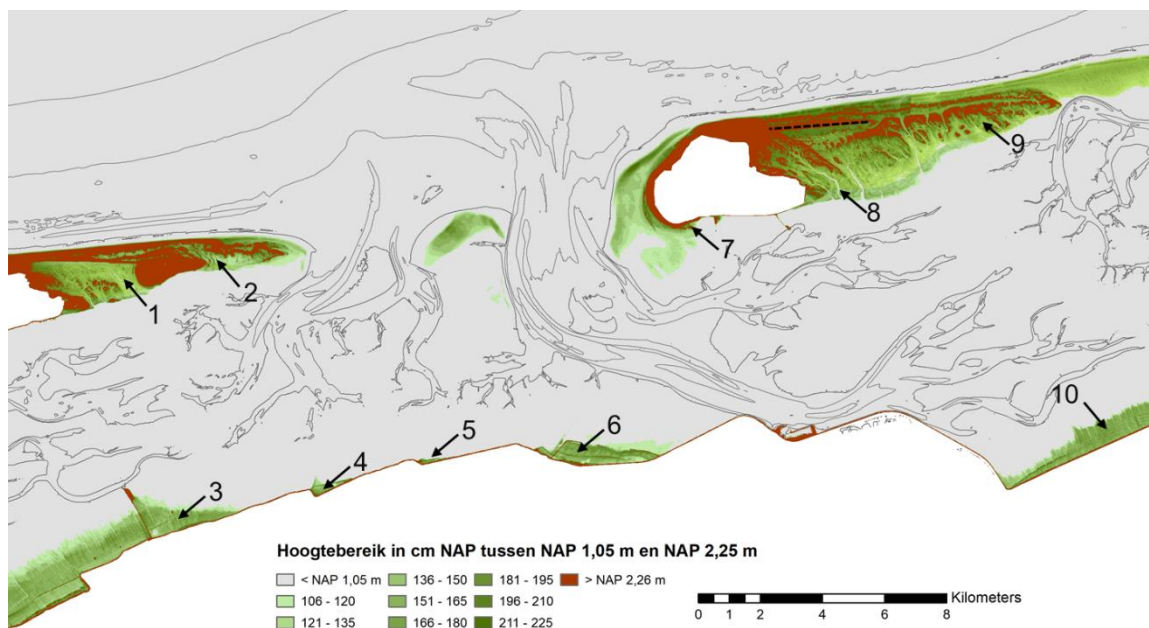 9
8
7
1
2
10
5
6
4
3
Hoogtebereik in cm NAP tussen NAP 1,05 m en NAP 2,25 m
< NAP 1,05 m 136 - 150 181 - 195 > NAP 2,26 m
106 - 120 151 - 165 196 - 210
121 - 135 166 - 180 211 - 225
Kilometers
0 1 2 4 6 8